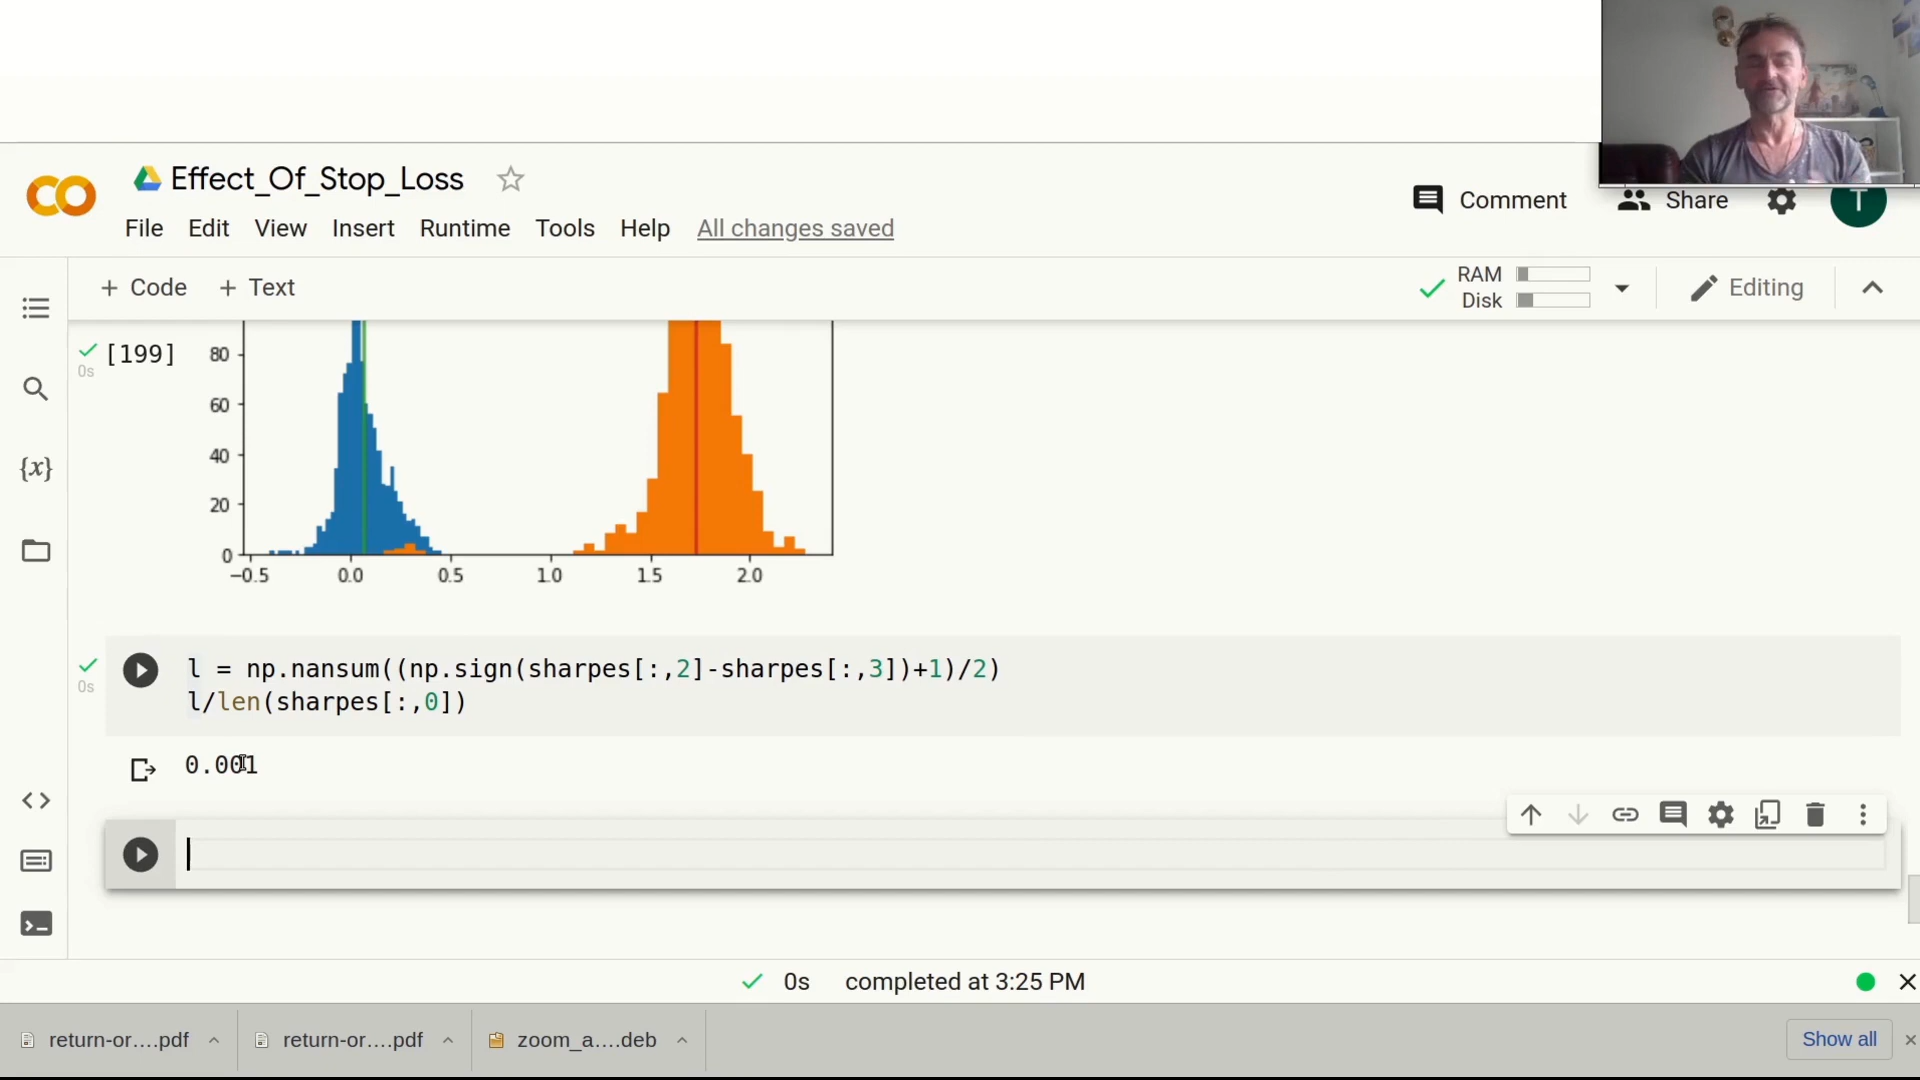 Effect_Of_Stop_Loss
File Edit View Insert Runtime Tools Help All changes saved
Comment Share T
+ Code + Text
RAM
Disk
Editing
[199]
0s
80
60
40
20
0
−0.5 0.0 0.5 1.0 1.5 2.0
{x}
l = np.nansum((np.sign(sharpes[:,2]-sharpes[:,3])+1)/2)
l/len(sharpes[:,0])
0s
0.001
0s completed at 3:25 PM
return-or....pdf return-or....pdf zoom_a....deb Show all